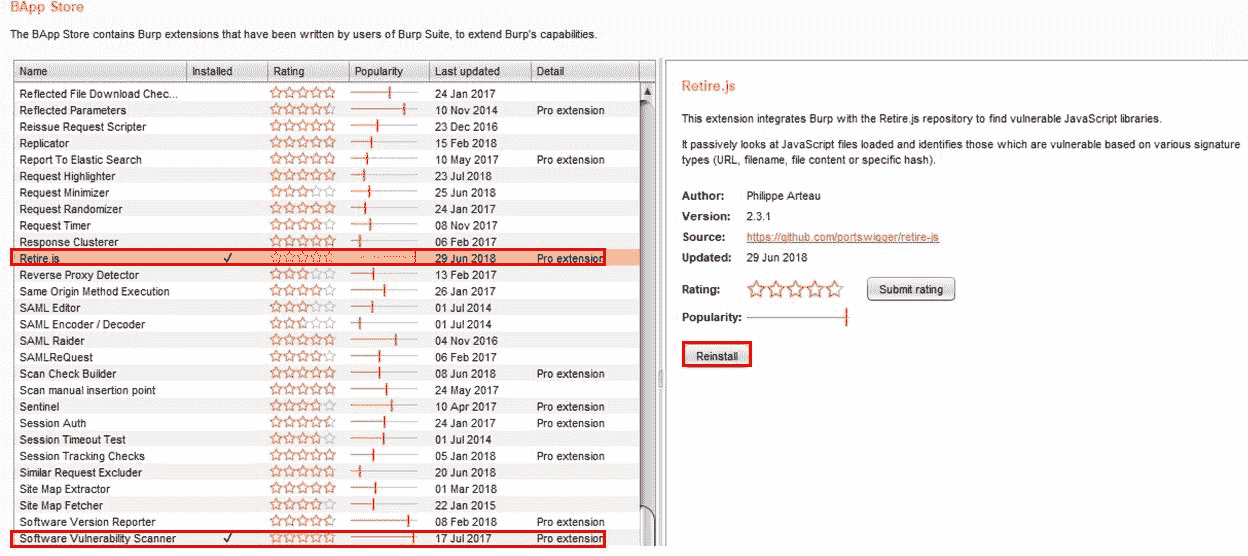 BApp Store
The BApp Store contains Burp extensions that have been written by users of Burp Suite, to extend Burp's capabilities.
Name Installed Rating Popularity Last updated Detail
Reflected File Download Chec... 24 Jan 2017
Reflected Parameters 10 Nov 2014 Pro extension
Reissue Request Scripter 23 Dec 2016
Replicator 15 Feb 2018
Report To Elastic Search 10 May 2017 Pro extension
Request Highlighter 23 Jul 2018
Request Minimizer 25 Jun 2018
Request Randomizer 24 Jan 2017
Request Timer 08 Nov 2017
Response Clusterer 06 Feb 2017
Retire.js ✓ 29 Jun 2018 Pro extension
Reverse Proxy Detector 13 Feb 2017
Same Origin Method Execution 26 Jan 2017
SAML Editor 01 Jul 2014
SAML Encoder / Decoder 01 Jul 2014
SAML Raider 04 Nov 2016
SAMLReQuest 06 Feb 2017
Scan Check Builder 08 Jun 2018 Pro extension
Scan manual insertion point 24 May 2017
Sentinel 10 Apr 2017 Pro extension
Session Auth 24 Jan 2017 Pro extension
Session Timeout Test 01 Jul 2014
Session Tracking Checks 05 Jan 2018 Pro extension
Similar Request Excluder 20 Jun 2018
Site Map Extractor 01 Mar 2018
Site Map Fetcher 22 Jan 2015
Software Version Reporter 08 Feb 2018 Pro extension
Software Vulnerability Scanner ✓ 17 Jul 2017 Pro extension
Retire.js
This extension integrates Burp with the Retire.js repository to find vulnerable JavaScript libraries.
It passively looks at JavaScript files loaded and identifies those which are vulnerable based on various signature
types (URL, filename, file content or specific hash).
Author: Philippe Arteau
Version: 2.3.1
Source: https://github.com/portswigger/retire-js
Updated: 29 Jun 2018
Rating: Submit rating
Popularity:
Reinstall